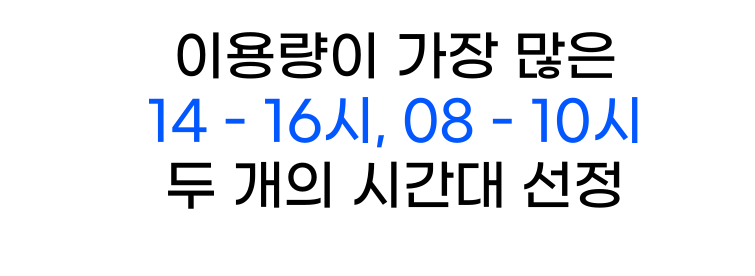 이용량이 가장 많은
14 - 16시, 08 - 10시
두 개의 시간대 선정